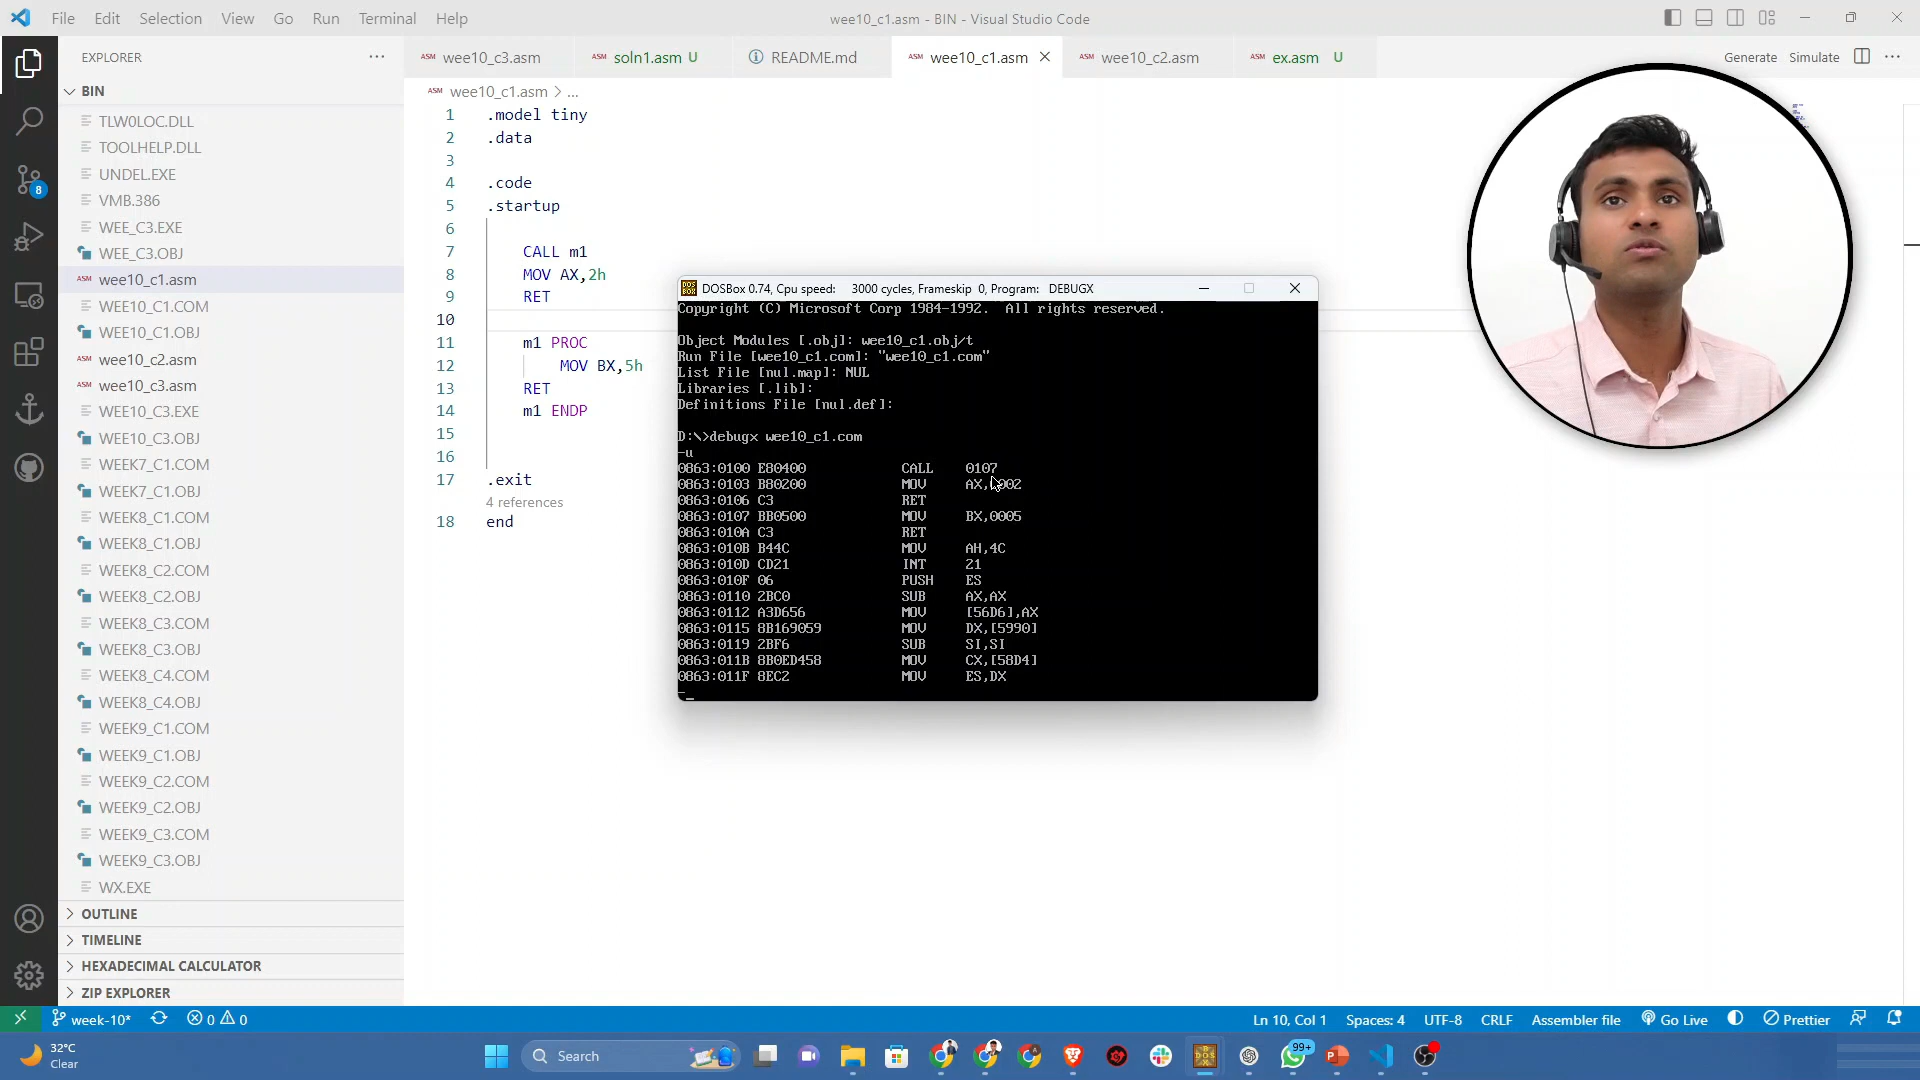 File Edit Selection View Go Run Terminal Help
wee10_c1.asm - BIN - Visual Studio Code
EXPLORER
BIN
TLW0LOC.DLL
TOOLHELP.DLL
UNDEL.EXE
VMB.386
WEE_C3.EXE
WEE_C3.OBJ
ASM wee10_c1.asm
WEE10_C1.COM
WEE10_C1.OBJ
ASM wee10_c2.asm
ASM wee10_c3.asm
WEE10_C3.EXE
WEE10_C3.OBJ
WEEK7_C1.COM
WEEK7_C1.OBJ
WEEK8_C1.COM
WEEK8_C1.OBJ
WEEK8_C2.COM
WEEK8_C2.OBJ
WEEK8_C3.COM
WEEK8_C3.OBJ
WEEK8_C4.COM
WEEK8_C4.OBJ
WEEK9_C1.COM
WEEK9_C1.OBJ
WEEK9_C2.COM
WEEK9_C2.OBJ
WEEK9_C3.COM
WEEK9_C3.OBJ
WX.EXE
OUTLINE
TIMELINE
HEXADECIMAL CALCULATOR
ZIP EXPLORER
8
ASM wee10_c3.asm ASM soln1.asm U README.md ASM wee10_c1.asm ASM wee10_c2.asm ASM ex.asm U
Generate Simulate
ASM wee10_c1.asm > ...
1 .model tiny
2 .data
3
4 .code
5 .startup
6
7 CALL m1
8 MOV AX,2h
9 RET
10
11 m1 PROC
12 MOV BX,5h
13 RET
14 m1 ENDP
15
16
17 .exit
4 references
18 end
DOS BOX DOSBox 0.74, Cpu speed: 3000 cycles, Frameskip 0, Program: DEBUGX
Copyright (C) Microsoft Corp 1984-1992. All rights reserved.
Object Modules [.obj]: wee10_c1.obj/t
Run File [wee10_c1.com]: "wee10_c1.com"
List File [nul.map]: NUL
Libraries [.lib]:
Definitions File [nul.def]:
D:\>debugx wee10_c1.com
-u
0863:0100 E80400 CALL 0107
0863:0103 B80200 MOV AX,0002
0863:0106 C3 RET
0863:0107 BB0500 MOV BX,0005
0863:010A C3 RET
0863:010B B44C MOV AH,4C
0863:010D CD21 INT 21
0863:010F 06 PUSH ES
0863:0110 2BC0 SUB AX,AX
0863:0112 A3D656 MOV [56D6],AX
0863:0115 8B169059 MOV DX,[5990]
0863:0119 2BF6 SUB SI,SI
0863:011B 8B0ED458 MOV CX,[58D4]
0863:011F 8EC2 MOV ES,DX
-_
week-10* 0 0
Ln 10, Col 1 Spaces: 4 UTF-8 CRLF Assembler file Go Live Prettier
32°C
Clear
Search
DOS
99+